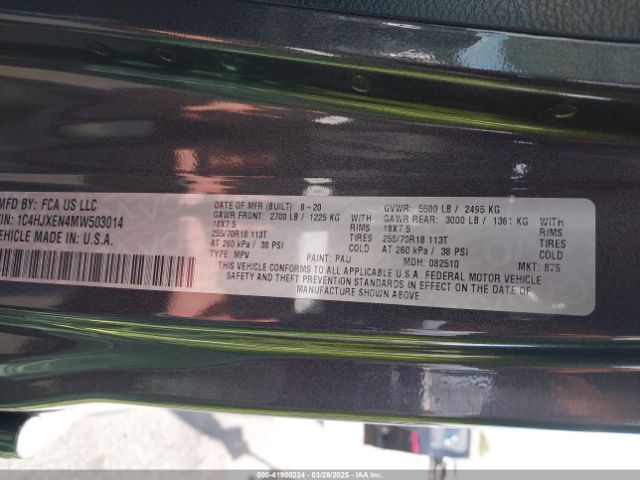 MFD BY: FCA US LLC
VIN: 1C4HJXEN4MW503014
VEHICLE MADE IN U.S.A.
DATE OF MFR (BUILT): 8-20
GAWR FRONT: 2700 LB / 1225 KG
18X7.5
255/70R18 113T
AT 260 kPa / 38 PSI
TYPE: MPV
WITH
RIMS
TIRES
COLD
GVWR: 5500 LB / 2495 KG
GAWR REAR: 3000 LB / 1361 KG
18X7.5
255/70R18 113T
AT 260 kPa / 38 PSI
WITH
RIMS
TIRES
COLD
PAINT: PAU
MDH: 082510
MKT: 875
THIS VEHICLE CONFORMS TO ALL APPLICABLE U.S.A. FEDERAL MOTOR VEHICLE
SAFETY AND THEFT PREVENTION STANDARDS IN EFFECT ON THE DATE OF
MANUFACTURE SHOWN ABOVE.
000-41900234 - 03/28/2025 - IAA Inc.